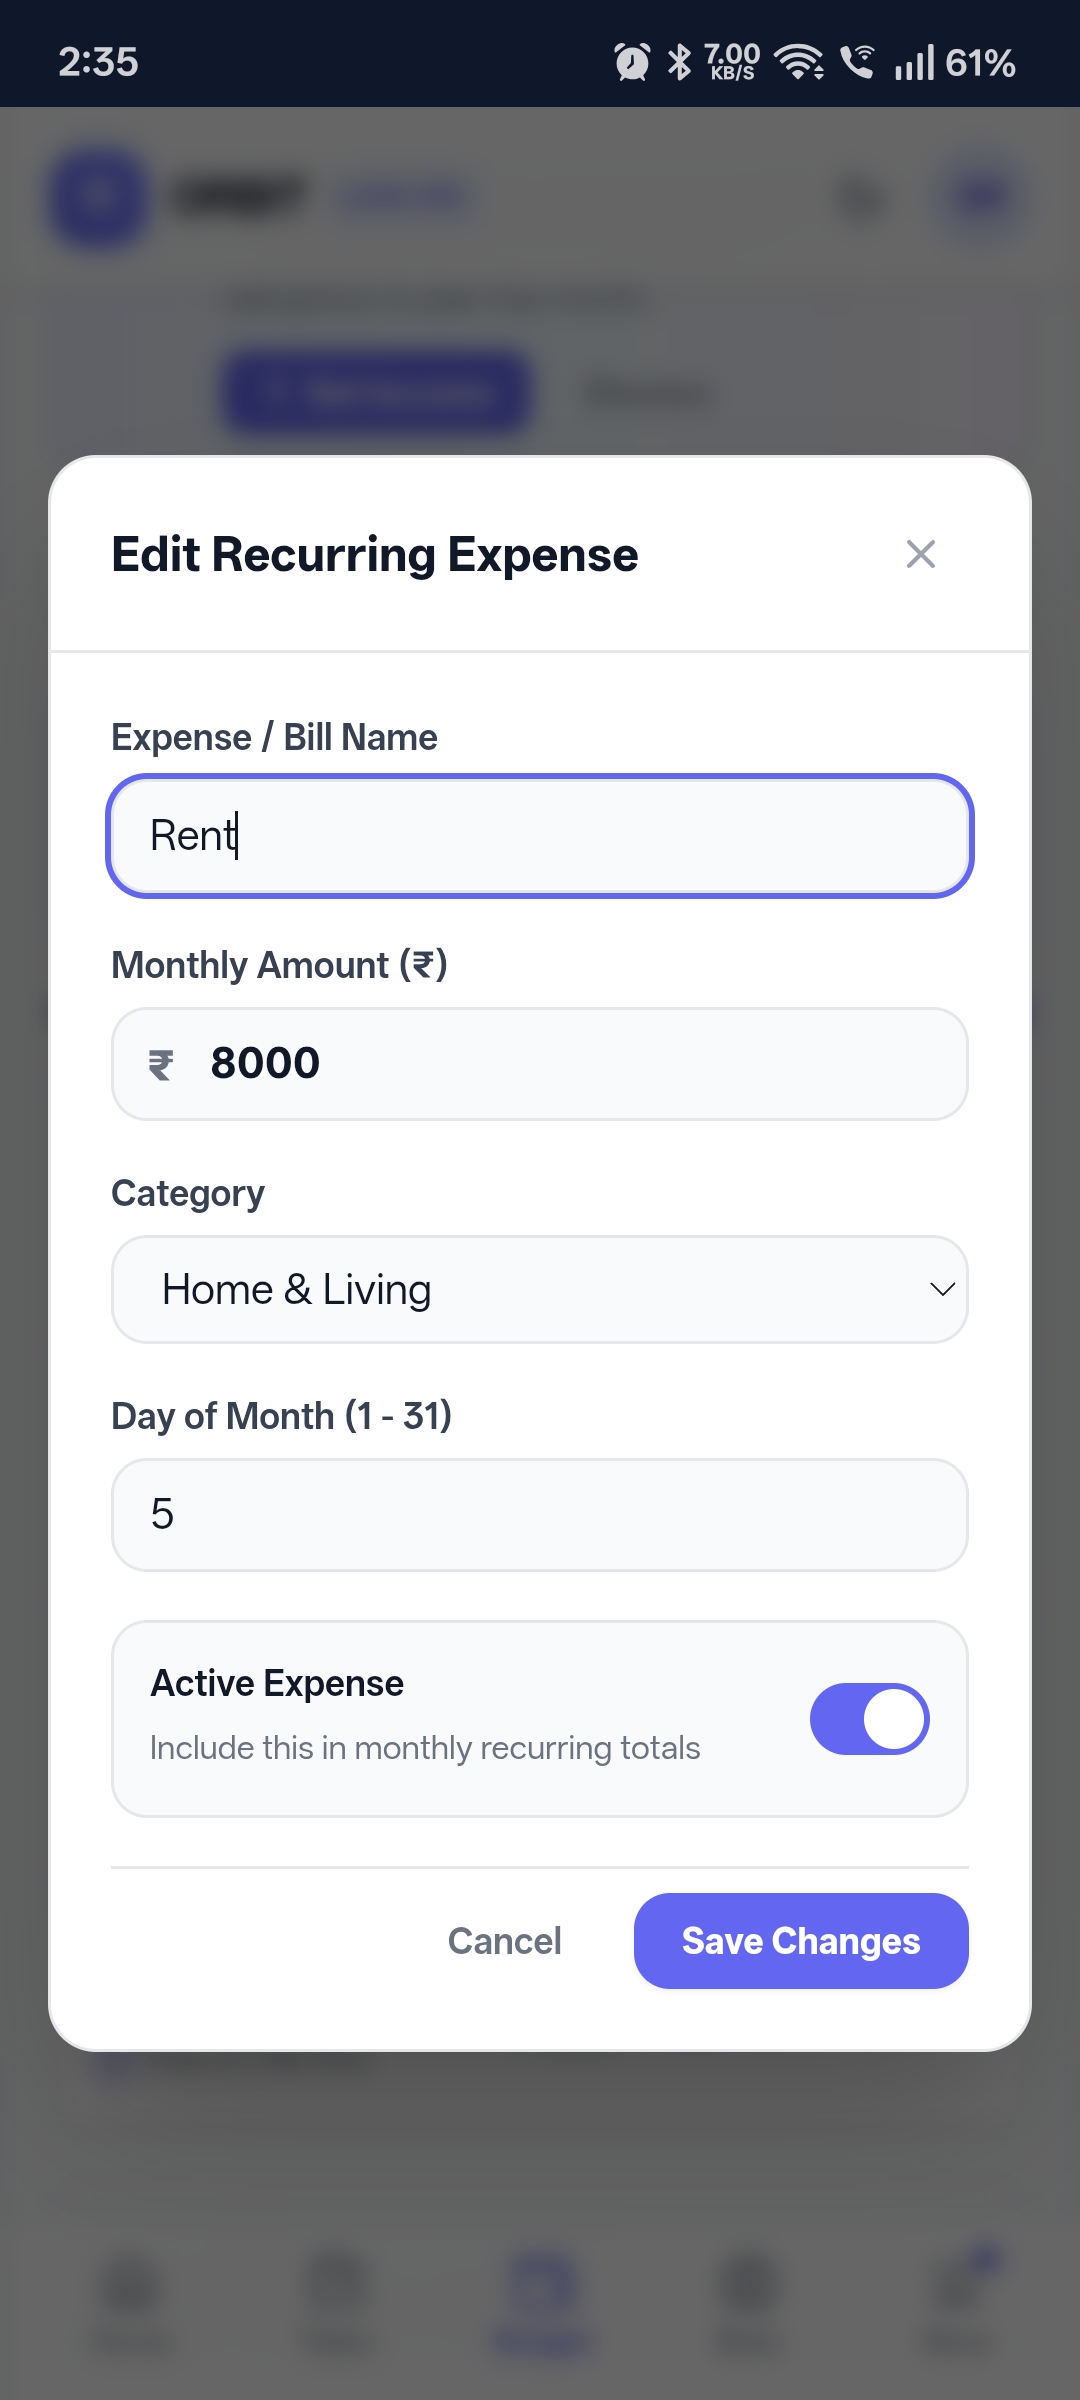 2:35
7.00
KB/S
61%
ORBIT
Edit Recurring Expense
Expense / Bill Name
Rent
Monthly Amount (₹)
₹ 8000
Category
Home & Living
Day of Month (1 - 31)
5
Active Expense
Include this in monthly recurring totals
Cancel
Save Changes